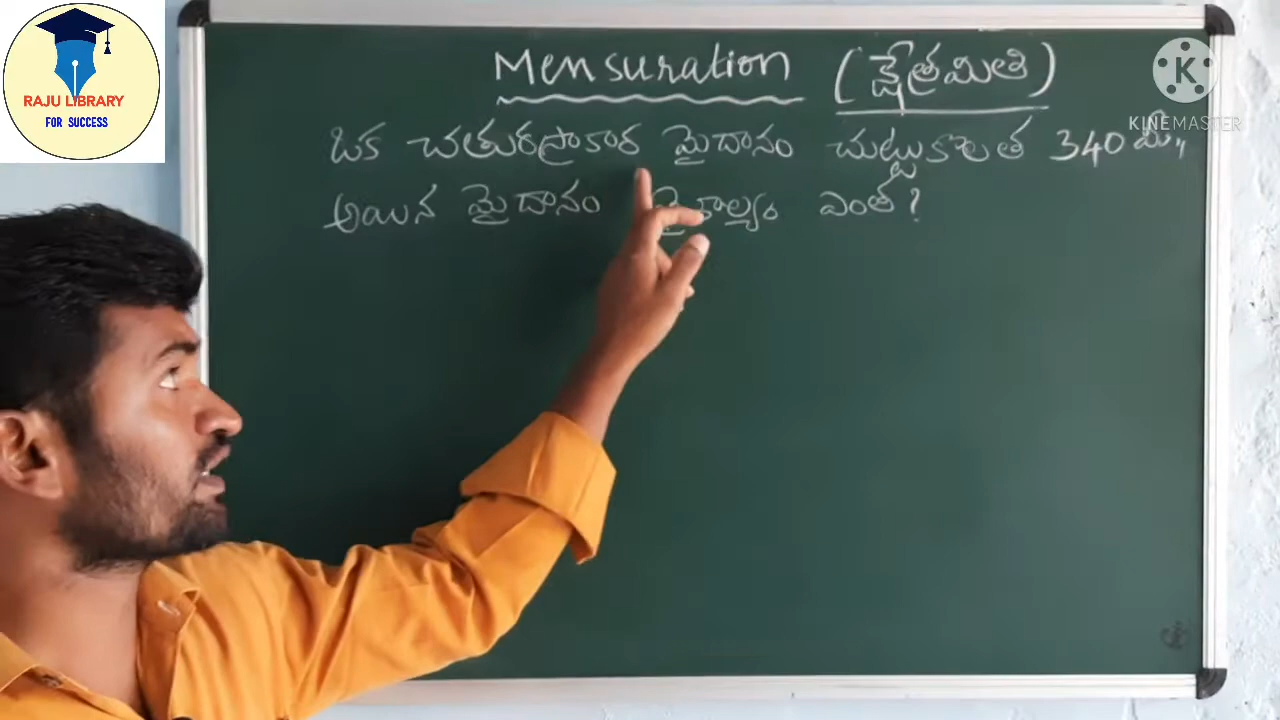 RAJU LIBRARY
FOR SUCCESS
Mensuration (క్షేత్రమితి)
KINEMASTER
ఒక చతురస్రాకార మైదానం చుట్టుకొలత 340 మీ,,
అయిన మైదానం వైశాల్యం ఎంత?